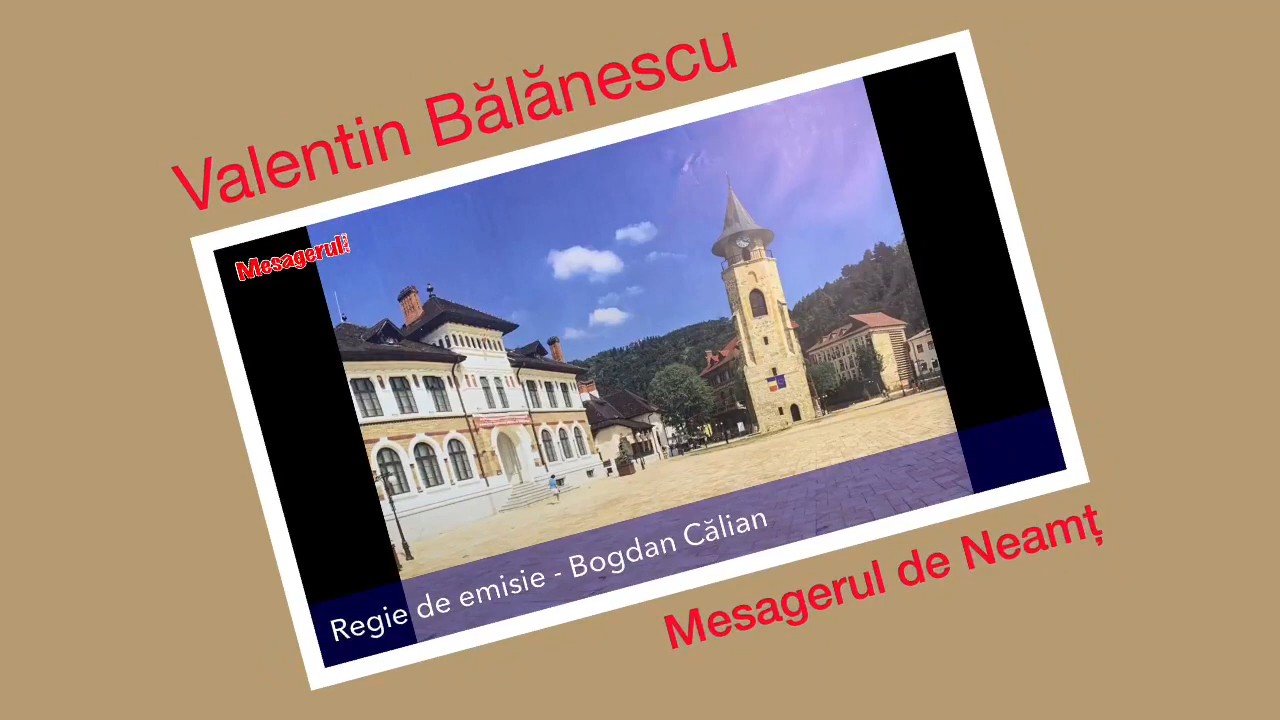 Valentin Bălănescu
Mesagerul
Regie de emisie - Bogdan Călian
Mesagerul de Neamț